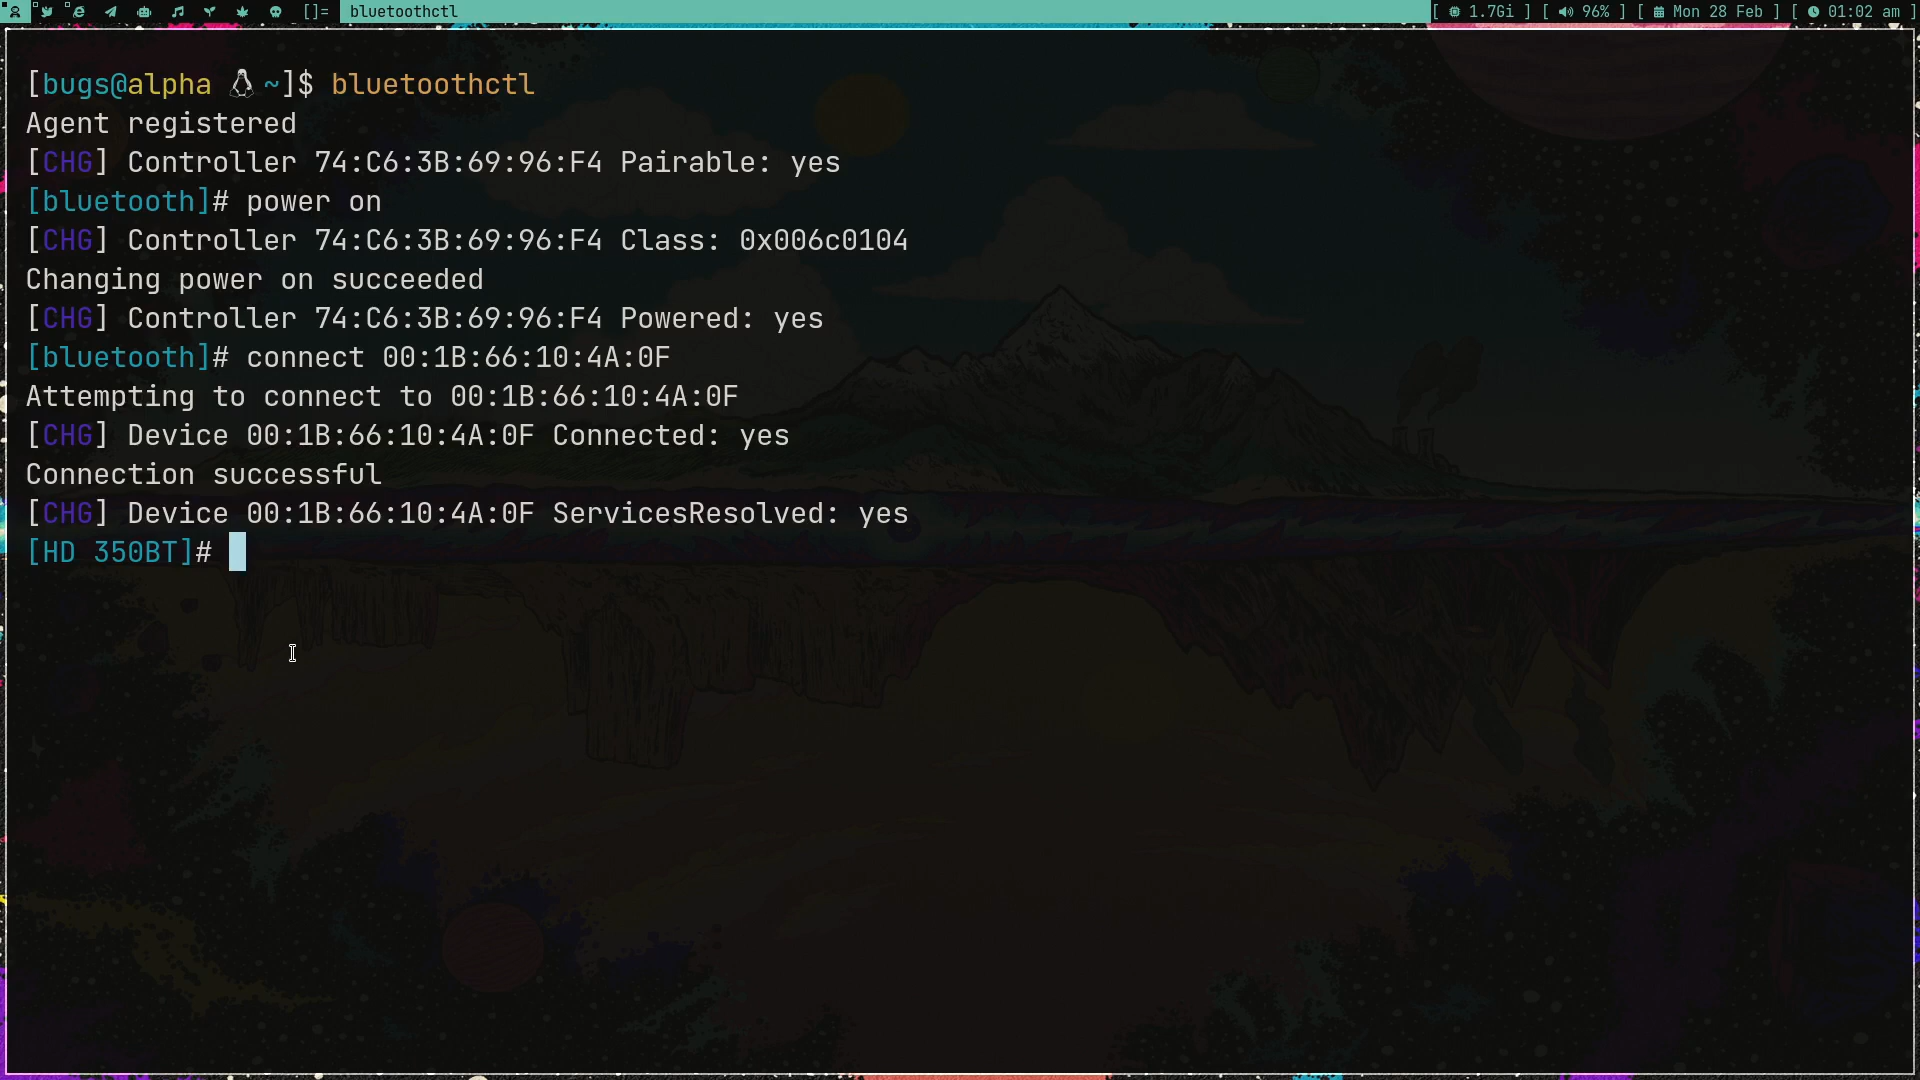 []= bluetoothctl [ 1.7Gi ] [ 96% ] [ Mon 28 Feb ] [ 01:02 am ]
[bugs@alpha ~]$ bluetoothctl
Agent registered
[CHG] Controller 74:C6:3B:69:96:F4 Pairable: yes
[bluetooth]# power on
[CHG] Controller 74:C6:3B:69:96:F4 Class: 0x006c0104
Changing power on succeeded
[CHG] Controller 74:C6:3B:69:96:F4 Powered: yes
[bluetooth]# connect 00:1B:66:10:4A:0F
Attempting to connect to 00:1B:66:10:4A:0F
[CHG] Device 00:1B:66:10:4A:0F Connected: yes
Connection successful
[CHG] Device 00:1B:66:10:4A:0F ServicesResolved: yes
[HD 350BT]#